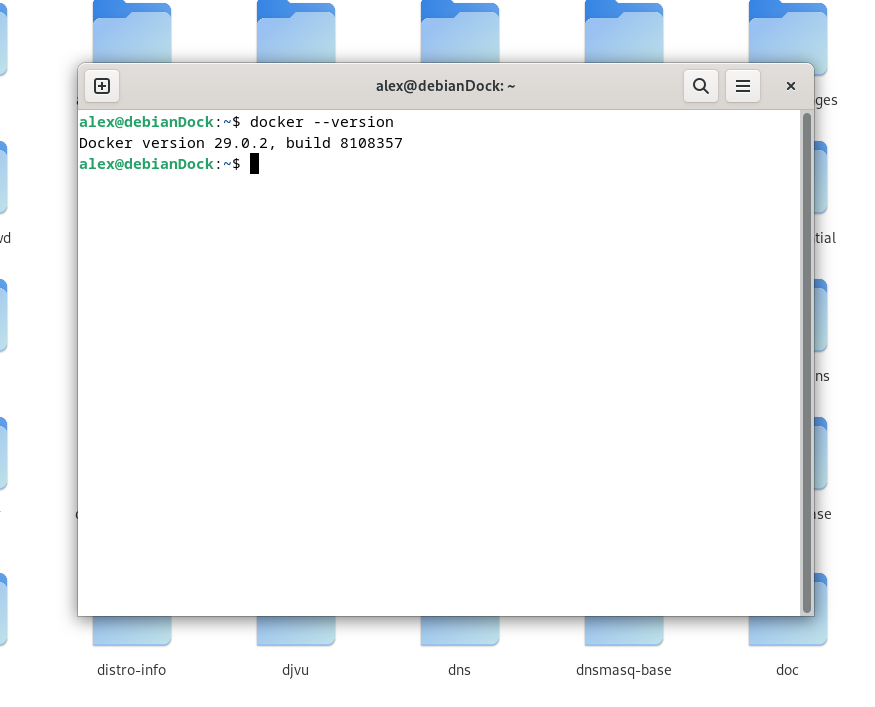 alex@debianDock: ~
alex@debianDock:~$ docker --version
Docker version 29.0.2, build 8108357
alex@debianDock:~$
distro-info
djvu
dns
dnsmasq-base
doc